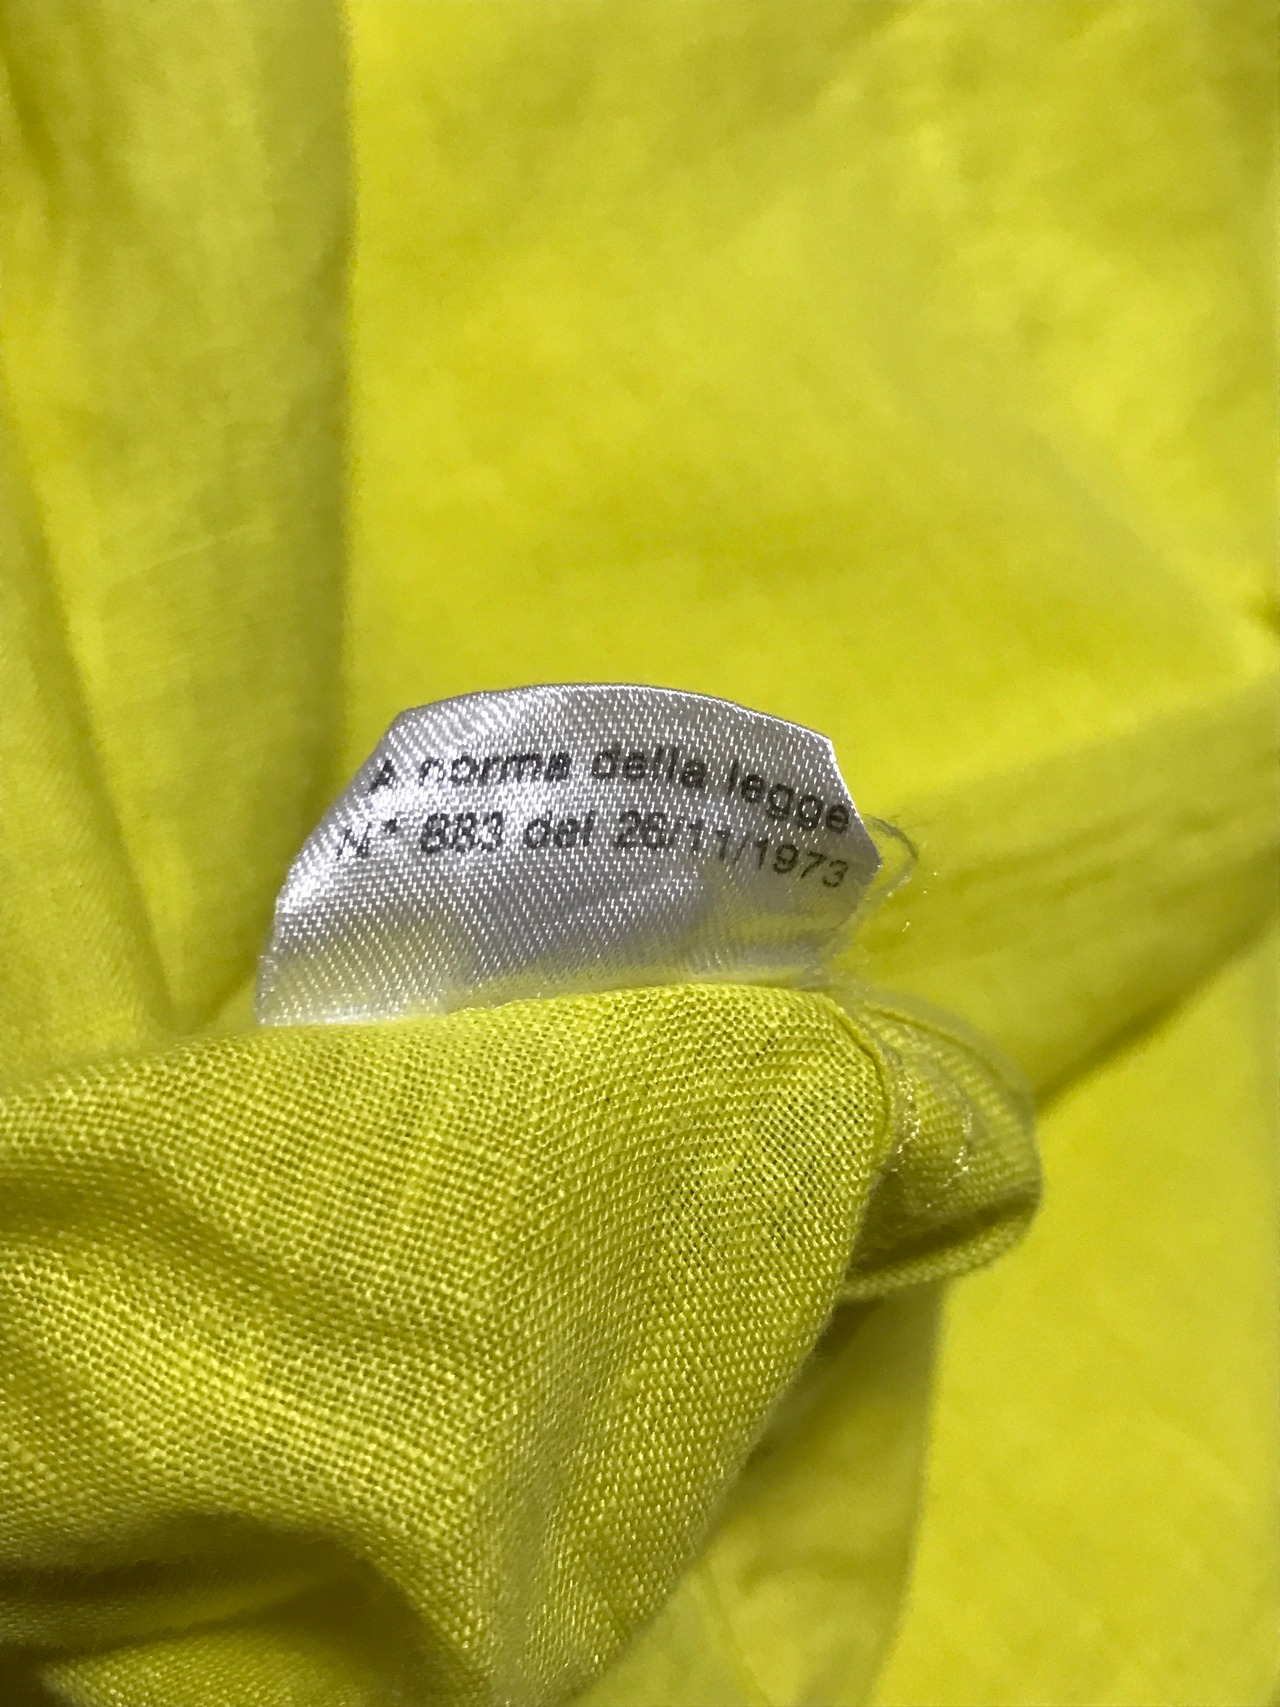 A norma della legge
N° 883 del 26/11/1973